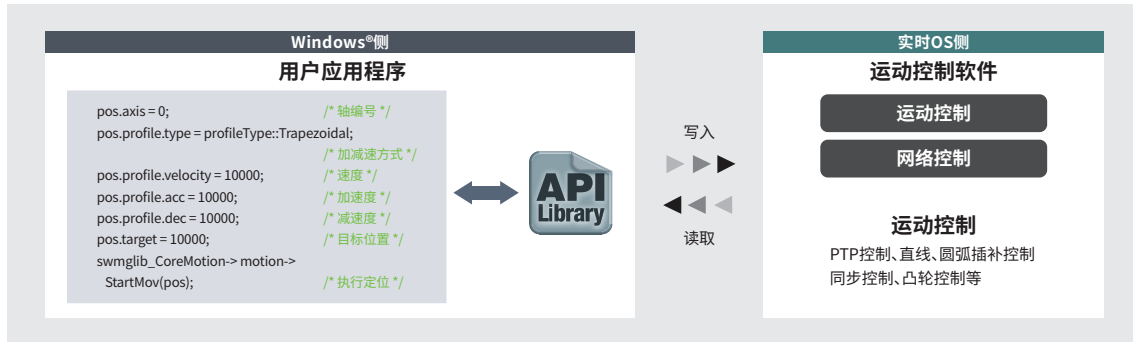 Windows®侧
用户应用程序
pos.axis = 0; /* 轴编号 */
pos.profile.type = profileType::Trapezoidal;
/* 加减速方式 */
pos.profile.velocity = 10000; /* 速度 */
pos.profile.acc = 10000; /* 加速度 */
pos.profile.dec = 10000; /* 减速度 */
pos.target = 10000; /* 目标位置 */
swmglib_CoreMotion-> motion->
StartMov(pos); /* 执行定位 */
API
Library
写入
读取
实时OS侧
运动控制软件
运动控制
网络控制
运动控制
PTP控制、直线、圆弧插补控制
同步控制、凸轮控制等